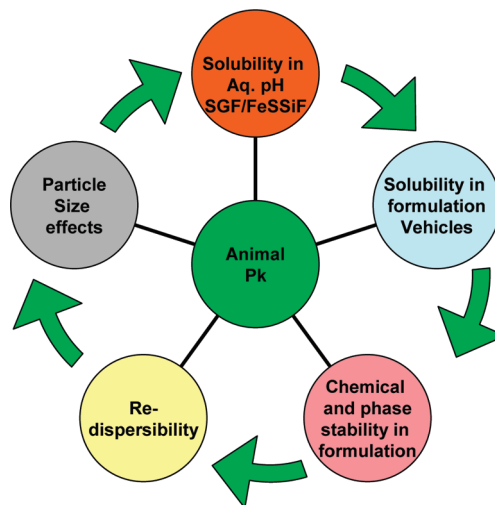 Solubility in
Aq. pH
SGF/FeSSiF
Solubility in
formulation
Vehicles
Chemical
and phase
stability in
formulation
Re-
dispersibility
Particle
Size
effects
Animal
Pk